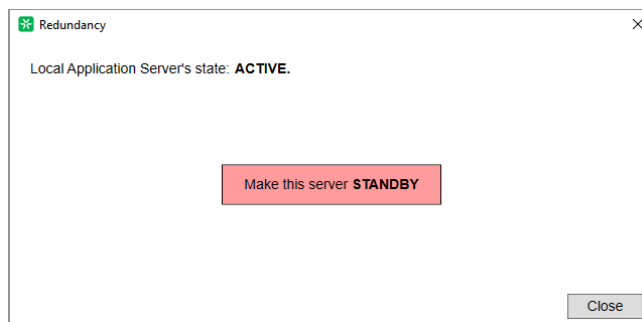 Redundancy
Local Application Server's state: ACTIVE.
Make this server STANDBY
Close